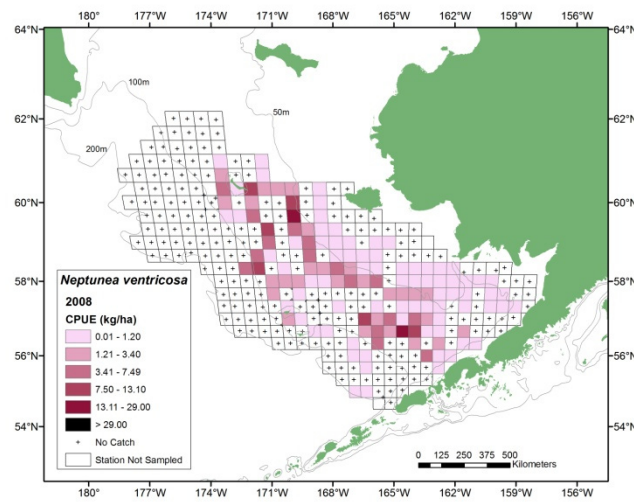 180° 177°W 174°W 171°W 168°W 165°W 162°W 159°W 156°W
64°N 64°N
100m
50m
62°N 62°N
200m
60°N 60°N
58°N 58°N
Neptunea ventricosa
2008
CPUE (kg/ha)
0.01 - 1.20
1.21 - 3.40
3.41 - 7.49
7.50 - 13.10
13.11 - 29.00
> 29.00
+ No Catch
Station Not Sampled
56°N 56°N
54°N 54°N
0 125 250 375 500
Kilometers
180° 177°W 174°W 171°W 168°W 165°W 162°W 159°W 156°W